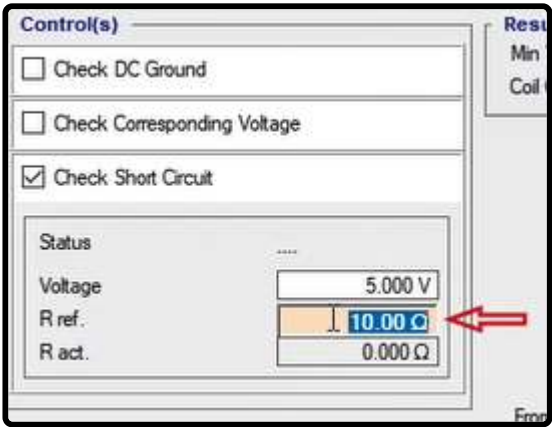 Control(s)
Check DC Ground
Check Corresponding Voltage
Check Short Circuit
Status ....
Voltage 5.000 V
R ref. 10.00 Ω
R act. 0.000 Ω
Resu
Min
Coil
From